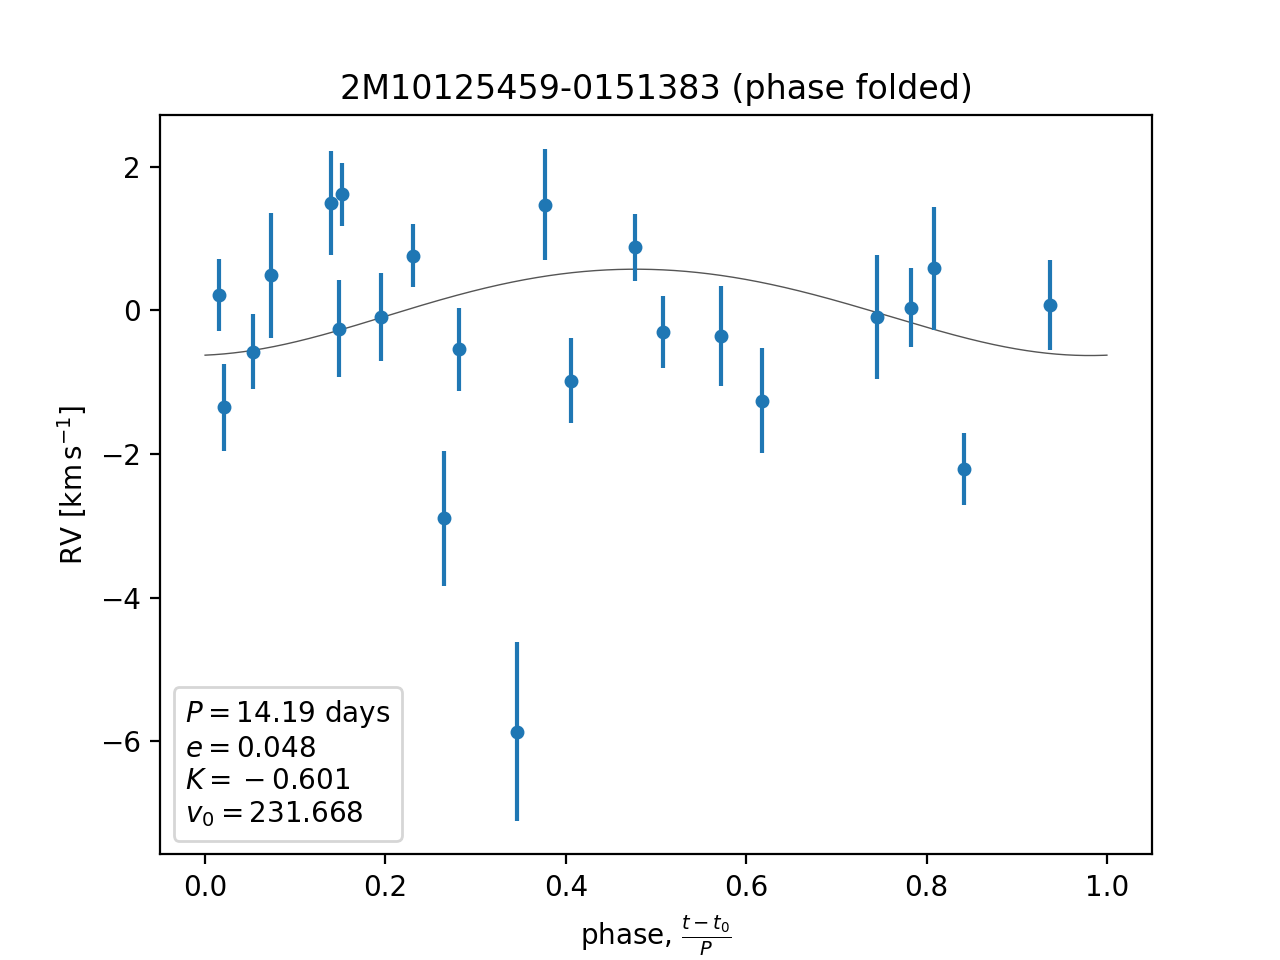 2M10125459-0151383 (phase folded)
RV [km s⁻¹]
2
0
−2
−4
−6
P = 14.19 days
e = 0.048
K = −0.601
v₀ = 231.668
0.0 0.2 0.4 0.6 0.8 1.0
phase, (t − t₀)/P